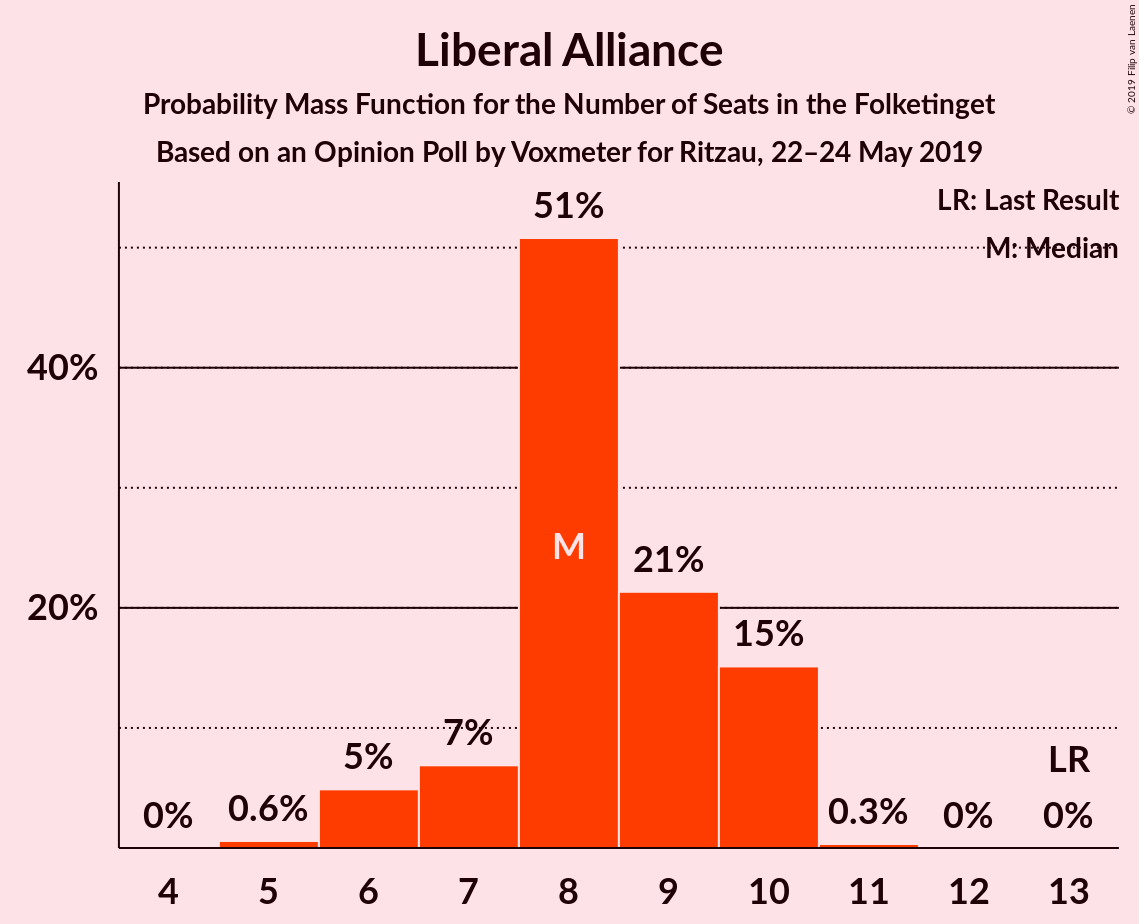 Liberal Alliance
Probability Mass Function for the Number of Seats in the Folketinget
Based on an Opinion Poll by Voxmeter for Ritzau, 22–24 May 2019
© 2019 Filip van Laenen
LR: Last Result
M: Median
51%
40%
M
21%
20%
15%
7%
5%
LR
0%
0.6%
0.3%
0%
0%
4 5 6 7 8 9 10 11 12 13